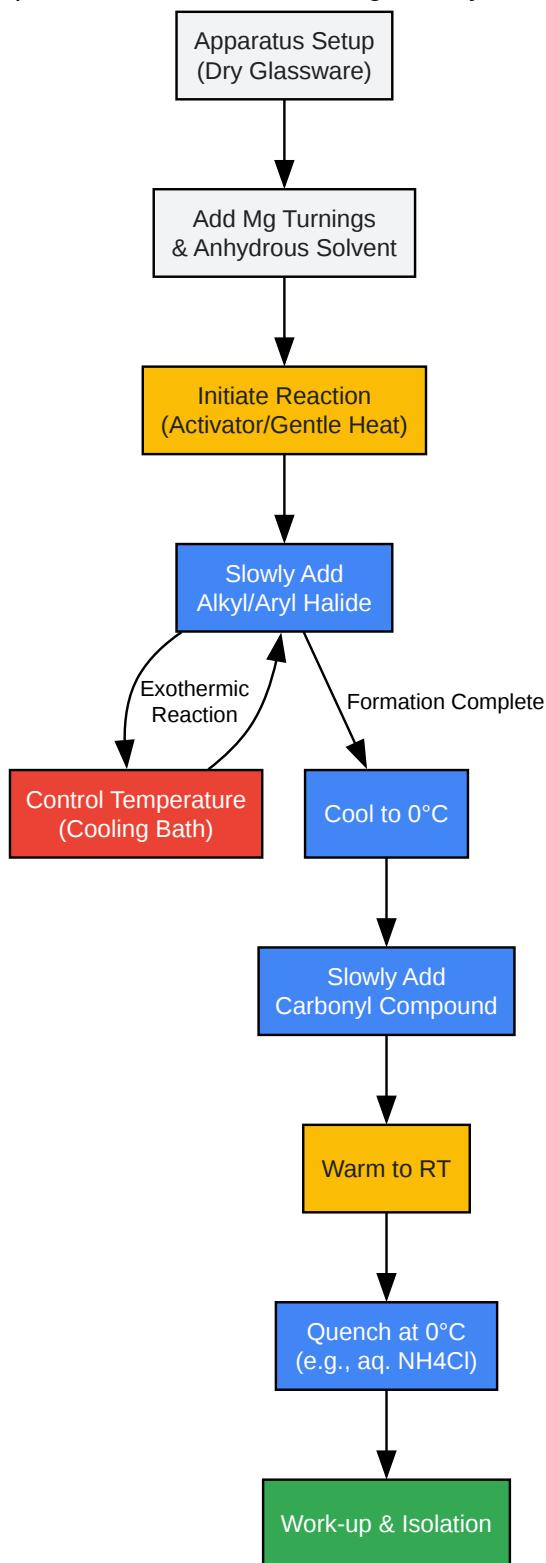 Apparatus Setup
(Dry Glassware)
Add Mg Turnings
& Anhydrous Solvent
Initiate Reaction
(Activator/Gentle Heat)
Slowly Add
Alkyl/Aryl Halide
Exothermic
Reaction
Formation Complete
Control Temperature
(Cooling Bath)
Cool to 0°C
Slowly Add
Carbonyl Compound
Warm to RT
Quench at 0°C
(e.g., aq. NH4Cl)
Work-up & Isolation